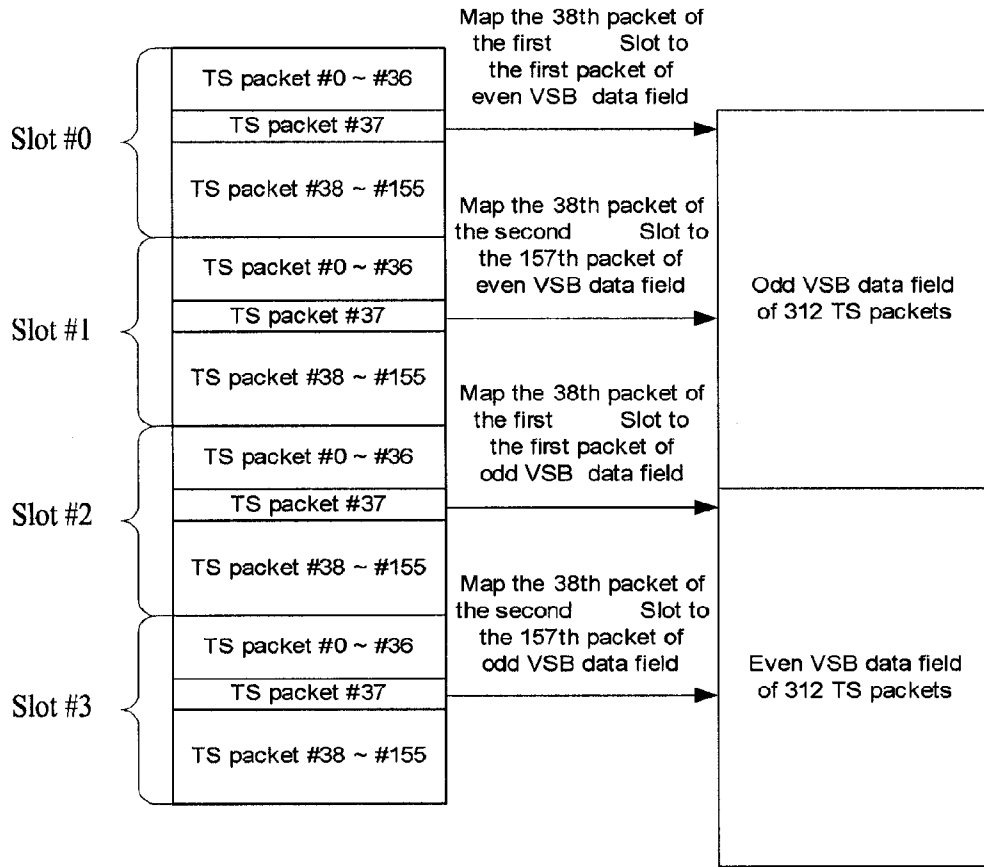 Slot #0
TS packet #0 ~ #36
TS packet #37
TS packet #38 ~ #155
Slot #1
TS packet #0 ~ #36
TS packet #37
TS packet #38 ~ #155
Slot #2
TS packet #0 ~ #36
TS packet #37
TS packet #38 ~ #155
Slot #3
TS packet #0 ~ #36
TS packet #37
TS packet #38 ~ #155
Map the 38th packet of
the first Slot to
the first packet of
even VSB data field
Map the 38th packet of
the second Slot to
the 157th packet of
even VSB data field
Map the 38th packet of
the first Slot to
the first packet of
odd VSB data field
Map the 38th packet of
the second Slot to
the 157th packet of
odd VSB data field
Odd VSB data field
of 312 TS packets
Even VSB data field
of 312 TS packets